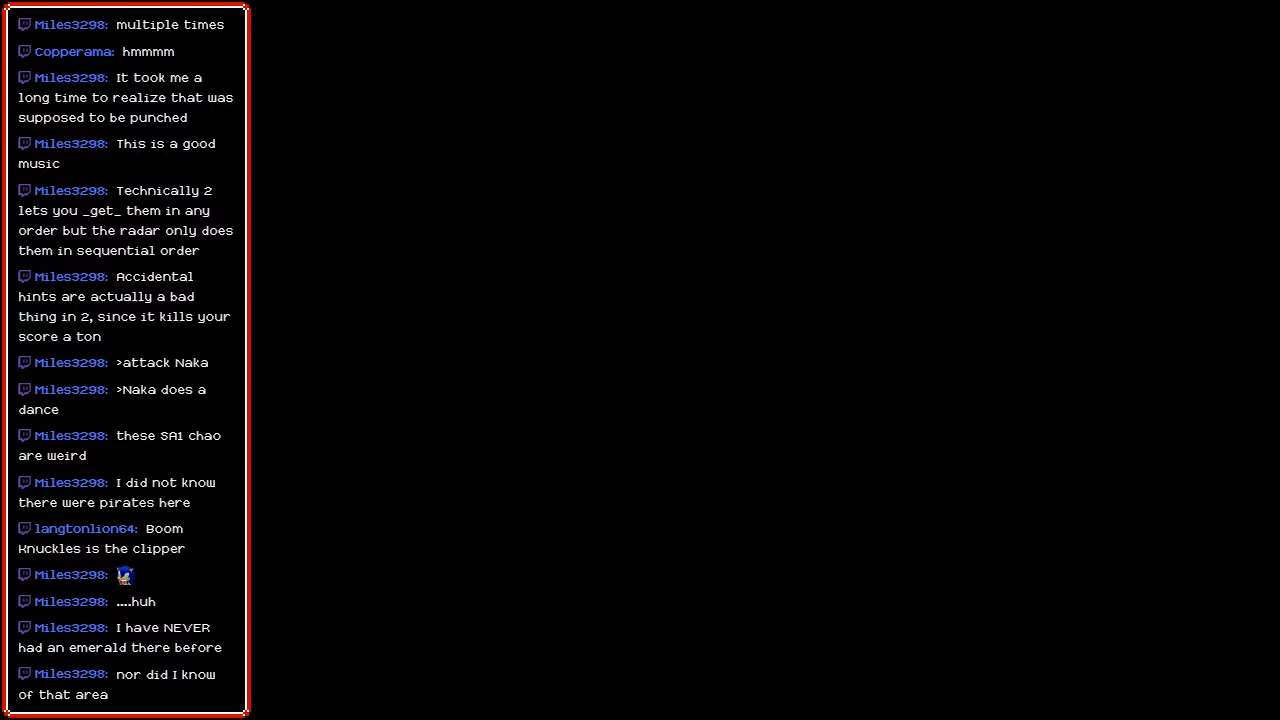 Miles3298: multiple times
Copperama: hmmmm
Miles3298: It took me a
long time to realize that was
supposed to be punched
Miles3298: This is a good
music
Miles3298: Technically 2
lets you _get_ them in any
order but the radar only does
them in sequential order
Miles3298: Accidental
hints are actually a bad
thing in 2, since it kills your
score a ton
Miles3298: >attack Naka
Miles3298: >Naka does a
dance
Miles3298: these SA1 chao
are weird
Miles3298: I did not know
there were pirates here
langtonlion64: Boom
Knuckles is the clipper
Miles3298:
Miles3298: ....huh
Miles3298: I have NEVER
had an emerald there before
Miles3298: nor did I know
of that area